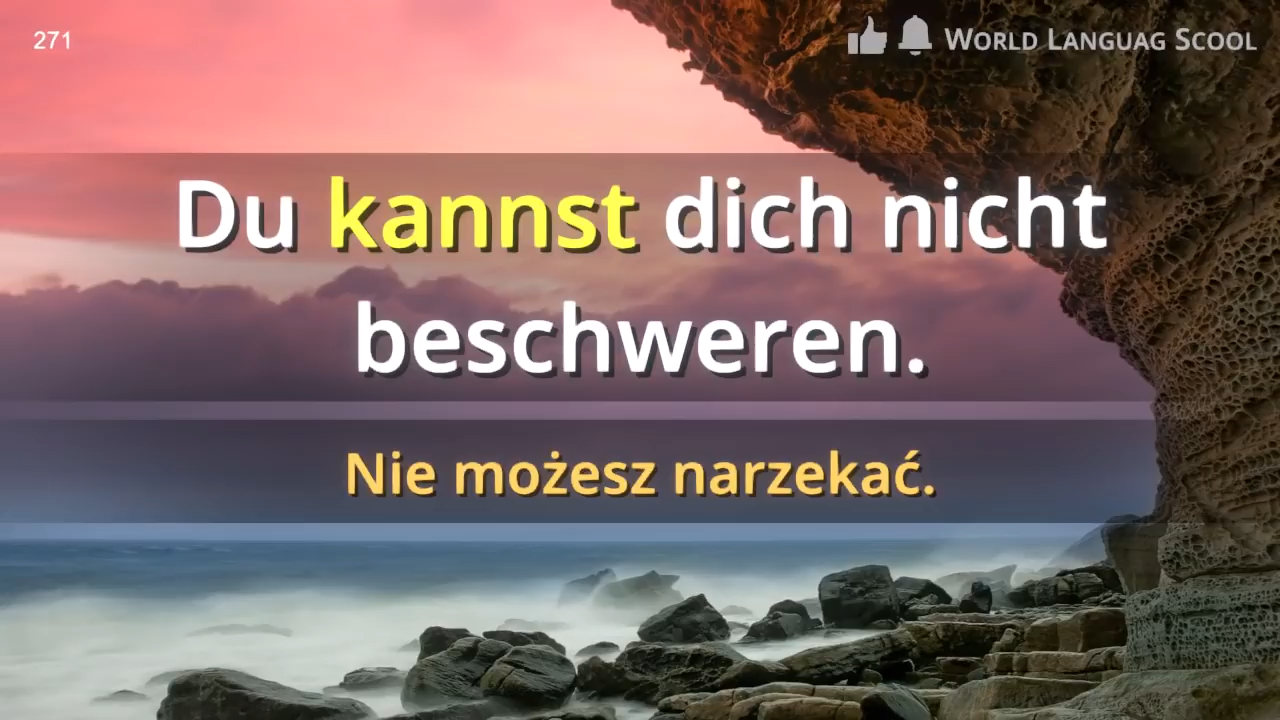 271
World Languag Scool
Du kannst dich nicht
beschweren.
Nie możesz narzekać.